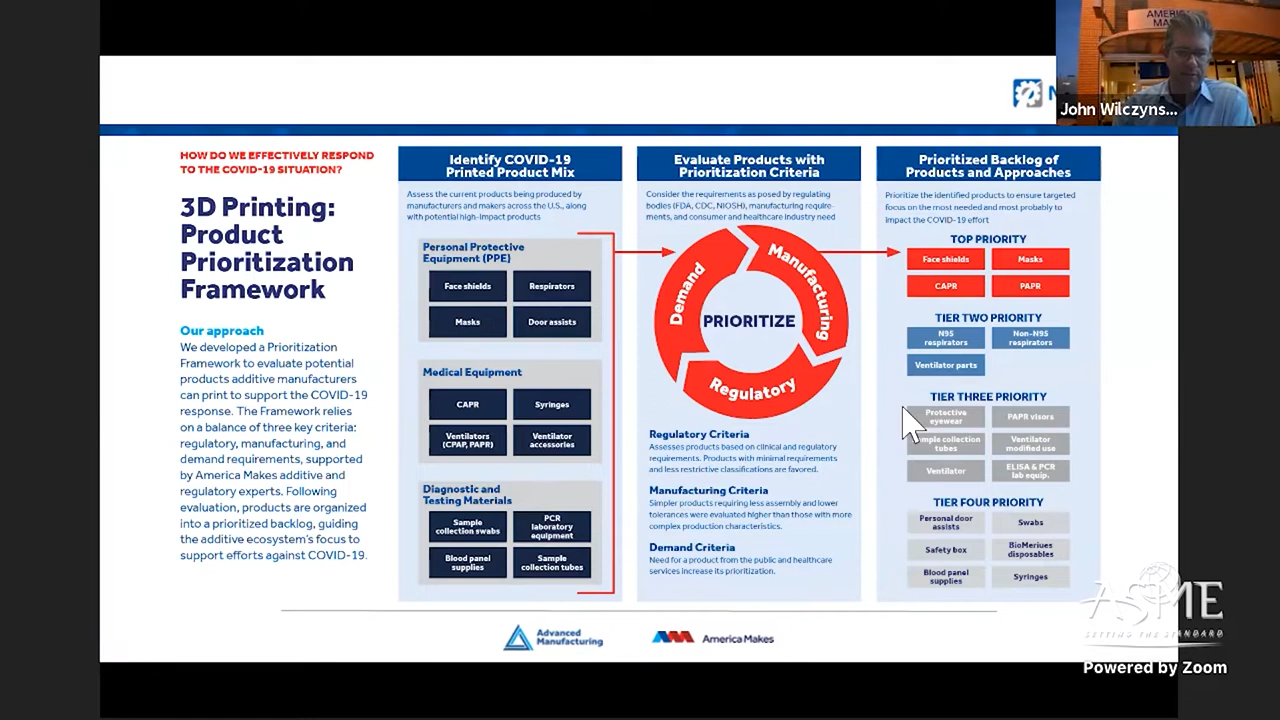 AMERICA
John Wilczyns...
HOW DO WE EFFECTIVELY RESPOND
TO THE COVID-19 SITUATION?
3D Printing:
Product
Prioritization
Framework
Our approach
We developed a Prioritization
Framework to evaluate potential
products additive manufacturers
can print to support the COVID-19
response. The Framework relies
on a balance of three key criteria:
regulatory, manufacturing, and
demand requirements, supported
by America Makes additive and
regulatory experts. Following
evaluation, products are organized
into a prioritized backlog, guiding
the additive ecosystem's focus to
support efforts against COVID-19.
Identify COVID-19
Printed Product Mix
Assess the current products being produced by
manufacturers and makers across the U.S., along
with potential high-impact products
Personal Protective
Equipment (PPE)
Face shields
Respirators
Masks
Door assists
Medical Equipment
CAPR
Syringes
Ventilators
(CPAP, PAPR)
Ventilator
accessories
Diagnostic and
Testing Materials
Sample
collection swabs
PCR
laboratory
equipment
Blood panel
supplies
Sample
collection tubes
Evaluate Products with
Prioritization Criteria
Consider the requirements as posed by regulating
bodies (FDA, CDC, NIOSH), manufacturing require-
ments, and consumer and healthcare industry need
Demand
Manufacturing
PRIORITIZE
Regulatory
Regulatory Criteria
Assesses products based on clinical and regulatory
requirements. Products with minimal requirements
and less restrictive classifications are favored.
Manufacturing Criteria
Simpler products requiring less assembly and lower
tolerances were evaluated higher than those with more
complex production characteristics.
Demand Criteria
Need for a product from the public and healthcare
services increase its prioritization.
Prioritized Backlog of
Products and Approaches
Prioritize the identified products to ensure targeted
focus on the most needed and most probably to
impact the COVID-19 effort
TOP PRIORITY
Face shields
Masks
CAPR
PAPR
TIER TWO PRIORITY
N95
respirators
Non-N95
respirators
Ventilator parts
TIER THREE PRIORITY
Protective
eyewear
PAPR visors
mple collection
tubes
Ventilator
modified use
Ventilator
ELISA & PCR
lab equip.
TIER FOUR PRIORITY
Personal door
assists
Swabs
Safety box
BioMeriues
disposables
Blood panel
supplies
Syringes
Advanced
Manufacturing
America Makes
ASME
SETTING THE STANDARD
Powered by Zoom